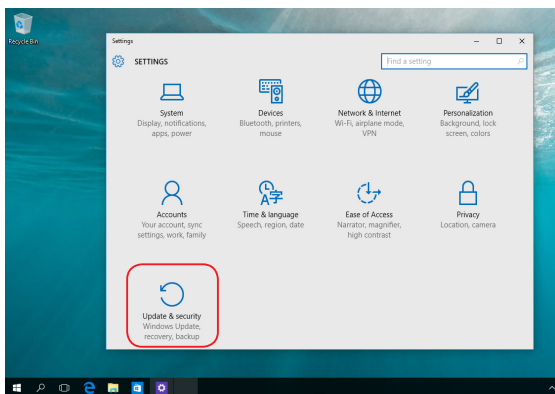 Recycle Bin
Settings
SETTINGS
Find a setting
System
Display, notifications,
apps, power
Devices
Bluetooth, printers,
mouse
Network & Internet
Wi-Fi, airplane mode,
VPN
Personalization
Background, lock
screen, colors
Accounts
Your account, sync
settings, work, family
Time & language
Speech, region, date
Ease of Access
Narrator, magnifier,
high contrast
Privacy
Location, camera
Update & security
Windows Update,
recovery, backup